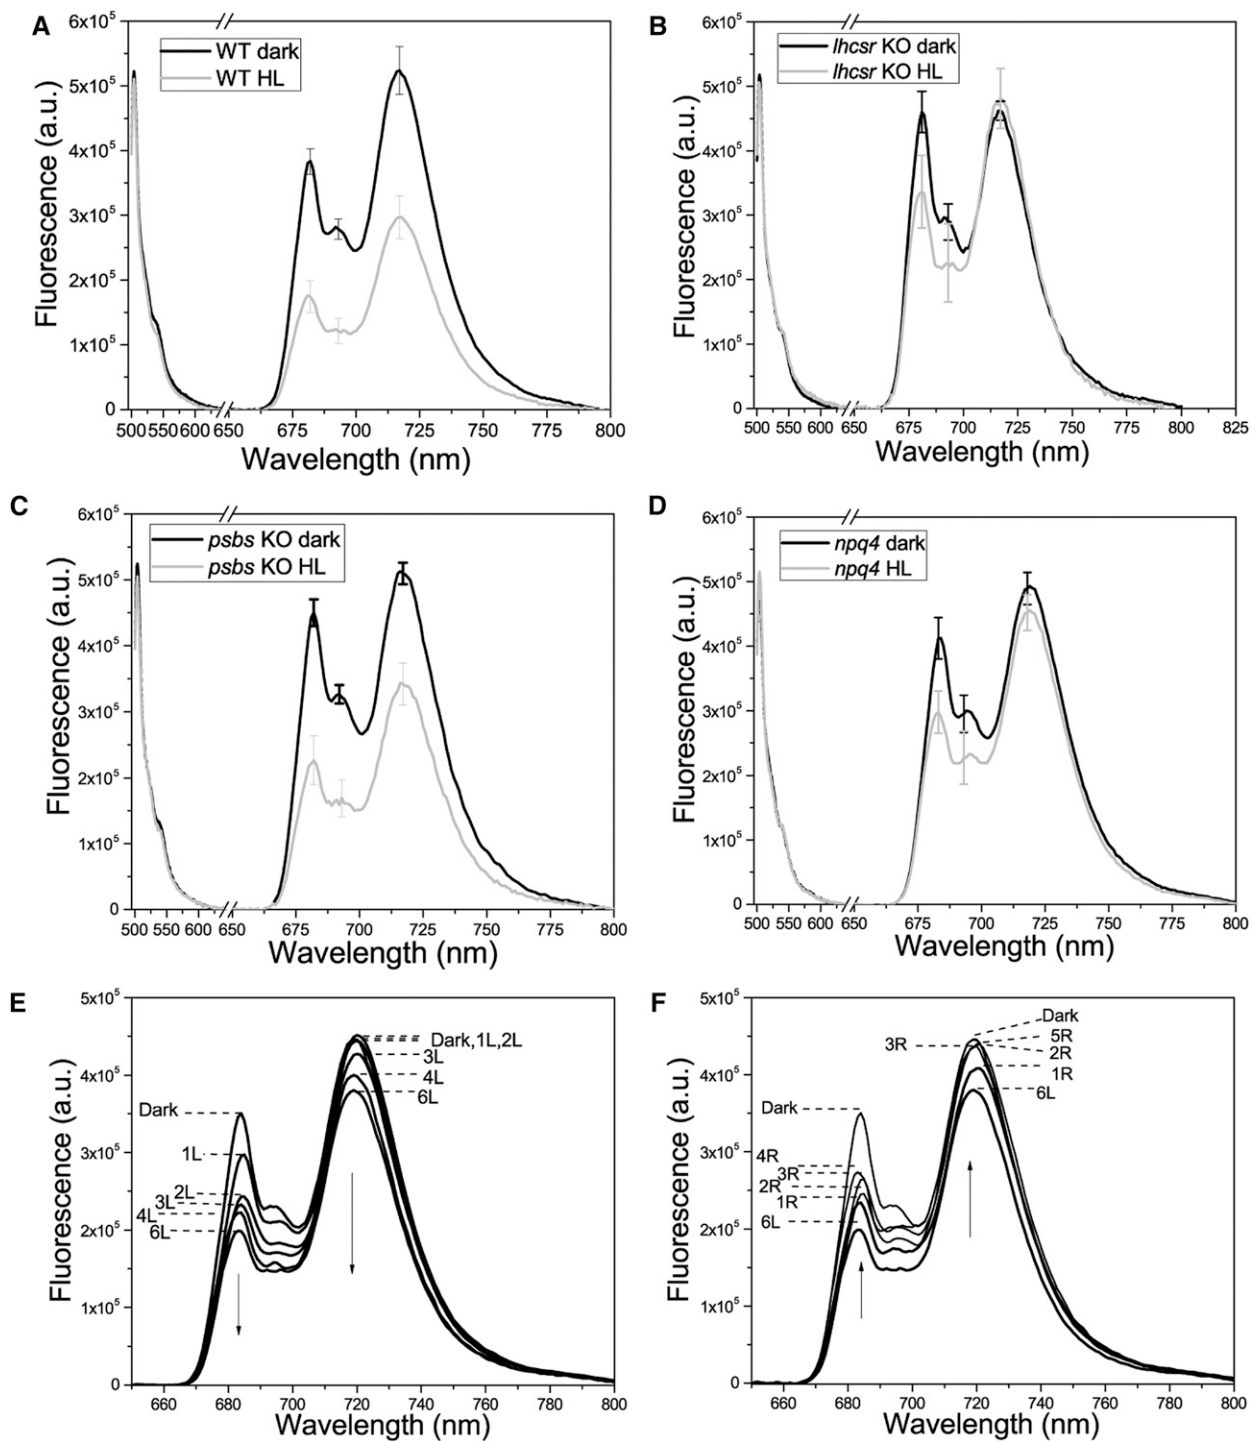 A
6x10⁵
5x10⁵
4x10⁵
3x10⁵
2x10⁵
1x10⁵
0
Fluorescence (a.u.)
WT dark
WT HL
500 550 600 650 675 700 725 750 775 800
Wavelength (nm)
B
6x10⁵
5x10⁵
4x10⁵
3x10⁵
2x10⁵
1x10⁵
0
Fluorescence (a.u.)
lhcsr KO dark
lhcsr KO HL
500 550 600 650 675 700 725 750 775 800 825
Wavelength (nm)
C
6x10⁵
5x10⁵
4x10⁵
3x10⁵
2x10⁵
1x10⁵
0
Fluorescence (a.u.)
psbs KO dark
psbs KO HL
500 550 600 650 675 700 725 750 775 800
Wavelength (nm)
D
6x10⁵
5x10⁵
4x10⁵
3x10⁵
2x10⁵
1x10⁵
0
Fluorescence (a.u.)
npq4 dark
npq4 HL
500 550 600 650 675 700 725 750 775 800
Wavelength (nm)
E
5x10⁵
4x10⁵
3x10⁵
2x10⁵
1x10⁵
0
Fluorescence (a.u.)
Dark,1L,2L
3L
4L
6L
Dark
1L
2L
3L
4L
6L
660 680 700 720 740 760 780 800
Wavelength (nm)
F
5x10⁵
4x10⁵
3x10⁵
2x10⁵
1x10⁵
0
Fluorescence (a.u.)
Dark
5R
3R
2R
1R
6L
Dark
4R
3R
2R
1R
6L
660 680 700 720 740 760 780 800
Wavelength (nm)